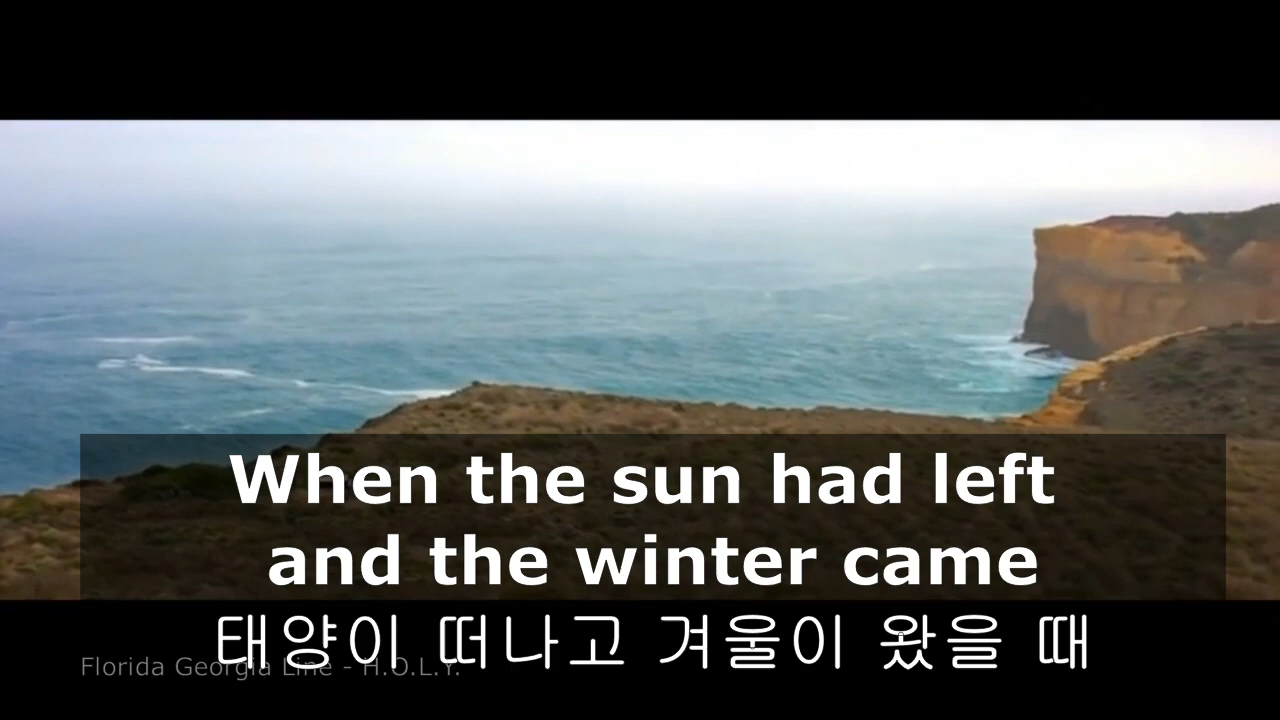 When the sun had left
and the winter came
태양이 떠나고 겨울이 왔을 때
Florida Georgia Line - H.O.L.Y.